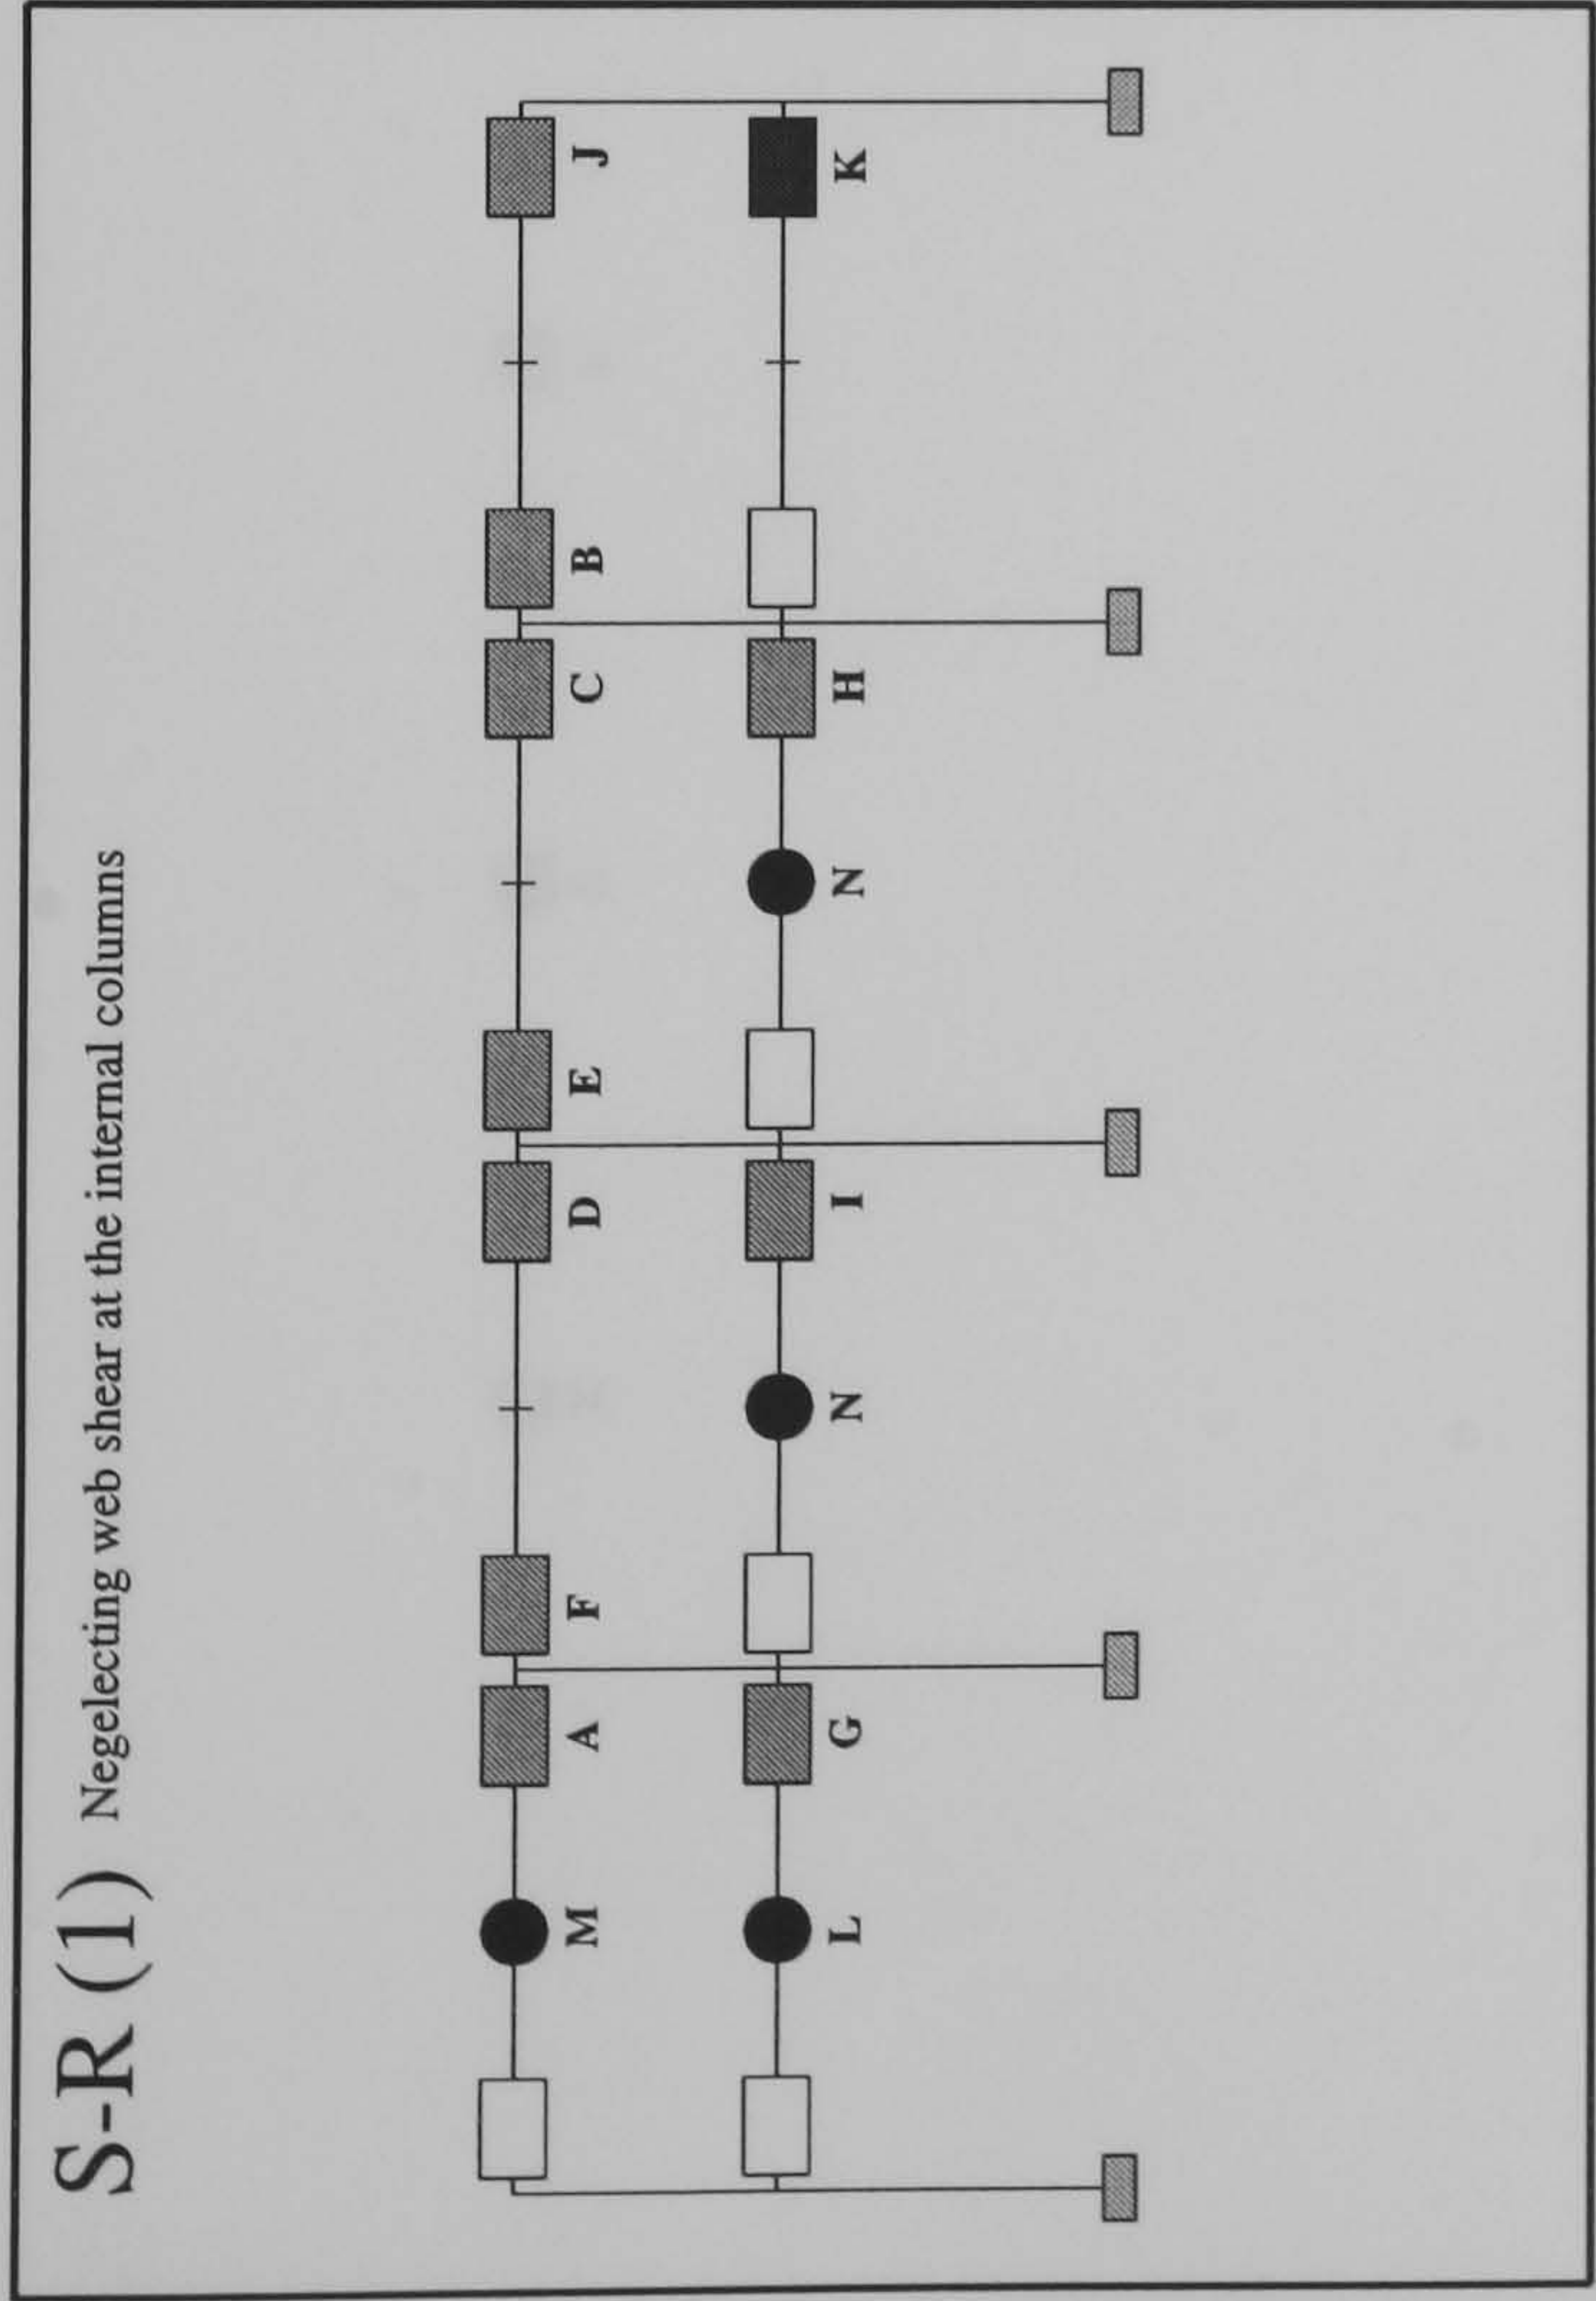 S-R (1) Negelecting web shear at the internal columns
M A F D E C B J
L G N I N H K